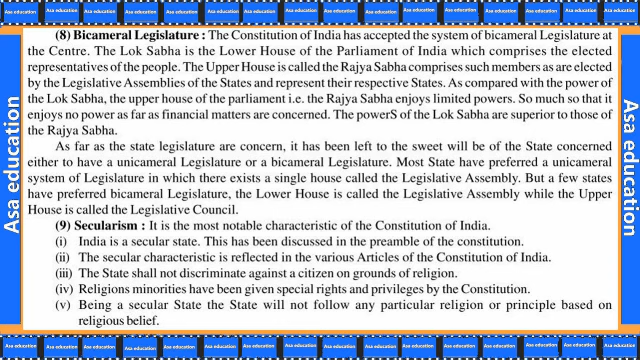 (8) Bicameral Legislature : The Constitution of India has accepted the system of bicameral Legislature at
the Centre. The Lok Sabha is the Lower House of the Parliament of India which comprises the elected
representatives of the people. The Upper House is called the Rajya Sabha comprises such members as are elected
by the Legislative Assemblies of the States and represent their respective States. As compared with the power of
the Lok Sabha, the upper house of the parliament i.e. the Rajya Sabha enjoys limited powers. So much so that it
enjoys no power as far as financial matters are concerned. The powerS of the Lok Sabha are superior to those of
the Rajya Sabha.
As far as the state legislature are concern, it has been left to the sweet will be of the State concerned
either to have a unicameral Legislature or a bicameral Legislature. Most State have preferred a unicameral
system of Legislature in which there exists a single house called the Legislative Assembly. But a few states
have preferred bicameral Legislature, the Lower House is called the Legislative Assembly while the Upper
House is called the Legislative Council.
(9) Secularism : It is the most notable characteristic of the Constitution of India.
(i) India is a secular state. This has been discussed in the preamble of the constitution.
(ii) The secular characteristic is reflected in the various Articles of the Constitution of India.
(iii) The State shall not discriminate against a citizen on grounds of religion.
(iv) Religions minorities have been given special rights and privileges by the Constitution.
(v) Being a secular State the State will not follow any particular religion or principle based on
religious belief.
Asa education
Asa education